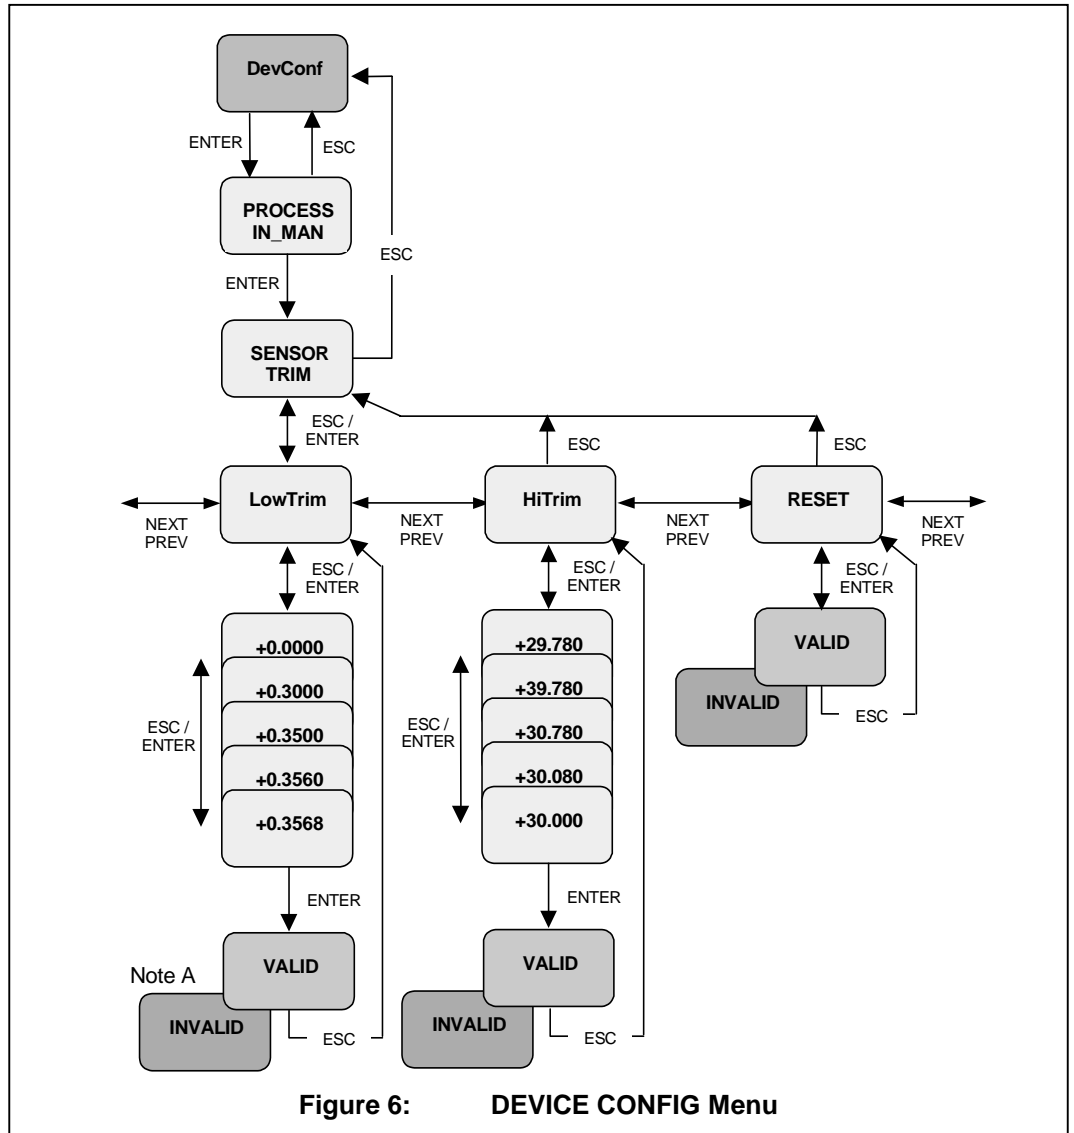 DevConf
ENTER
ESC
PROCESS
IN_MAN
ESC
ENTER
SENSOR
TRIM
ESC /
ENTER
ESC
ESC
LowTrim
HiTrim
RESET
NEXT
PREV
NEXT
PREV
NEXT
PREV
NEXT
PREV
ESC /
ENTER
ESC /
ENTER
ESC /
ENTER
+0.0000
+0.3000
+0.3500
+0.3560
+0.3568
ESC /
ENTER
+29.780
+39.780
+30.780
+30.080
+30.000
ESC /
ENTER
VALID
INVALID
ESC
ENTER
ENTER
Note A
VALID
INVALID
ESC
VALID
INVALID
ESC
Figure 6: DEVICE CONFIG Menu